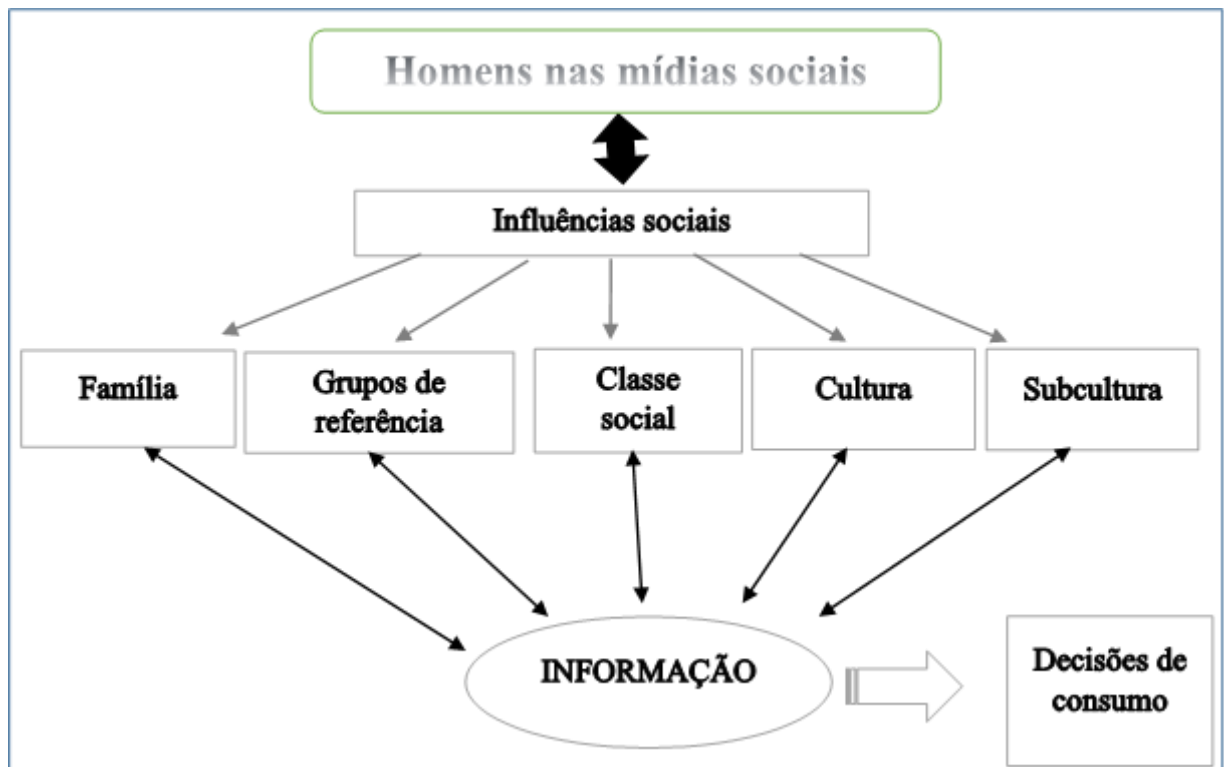 Homens nas mídias sociais
Influências sociais
Família
Grupos de
referência
Classe
social
Cultura
Subcultura
INFORMAÇÃO
Decisões de
consumo